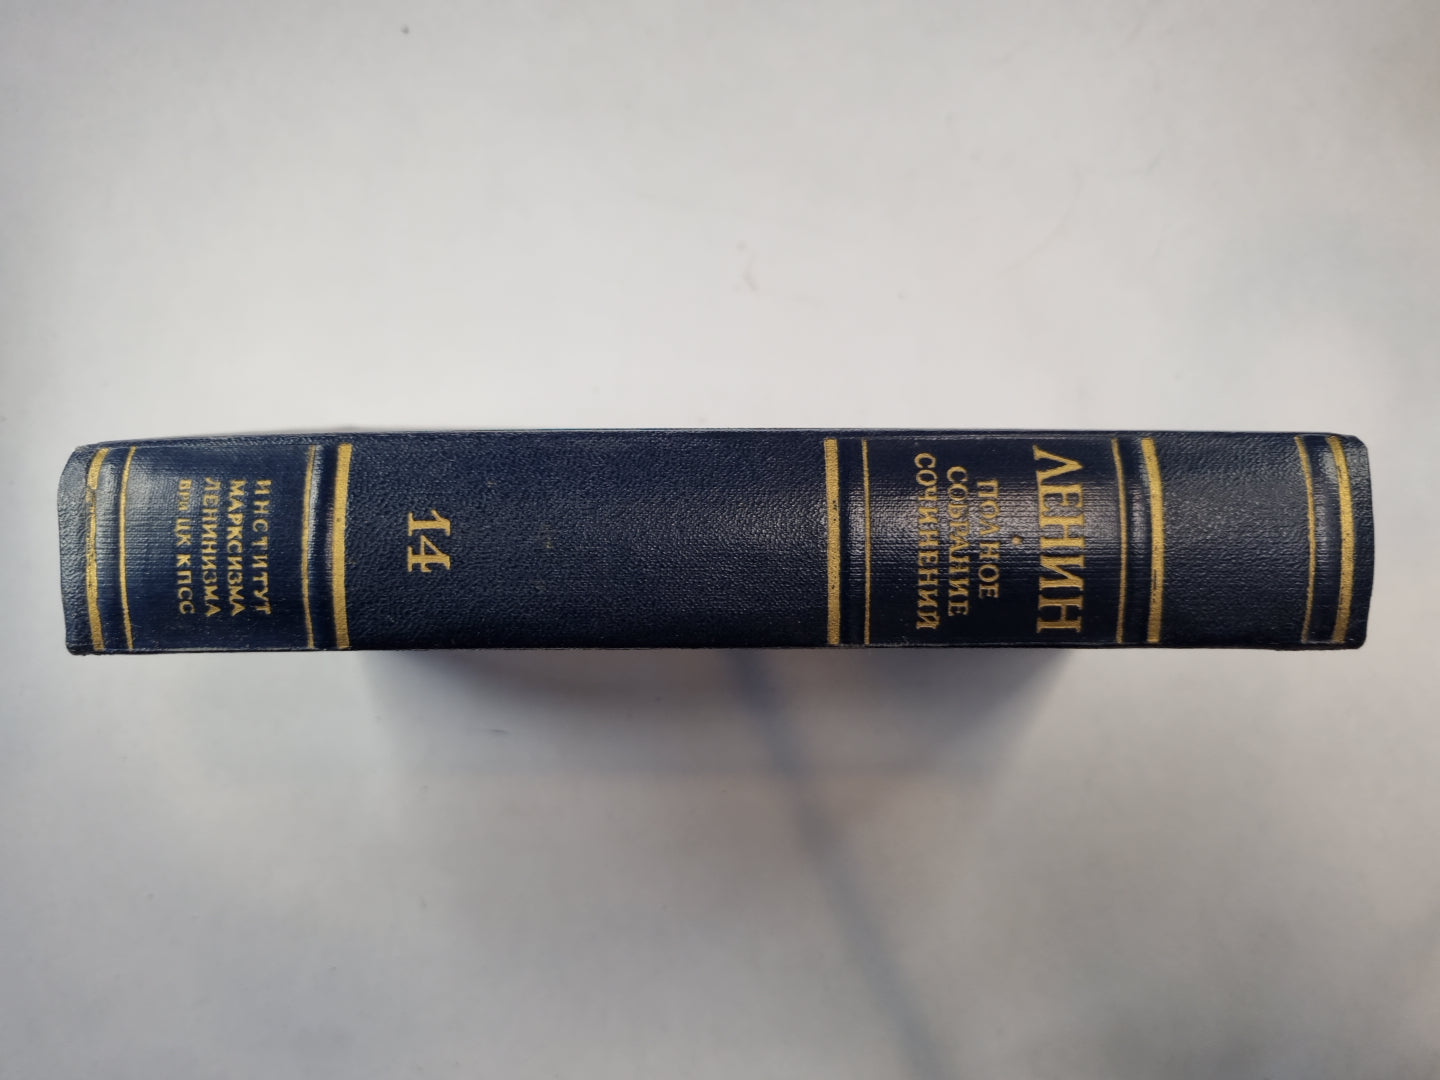 ЛЕНИН
ПОЛНОЕ
СОБРАНИЕ
СОЧИНЕНИЙ
14
ИНСТИТУТ
МАРКСИЗМА
ЛЕНИНИЗМА
ПРИ ЦК КПСС